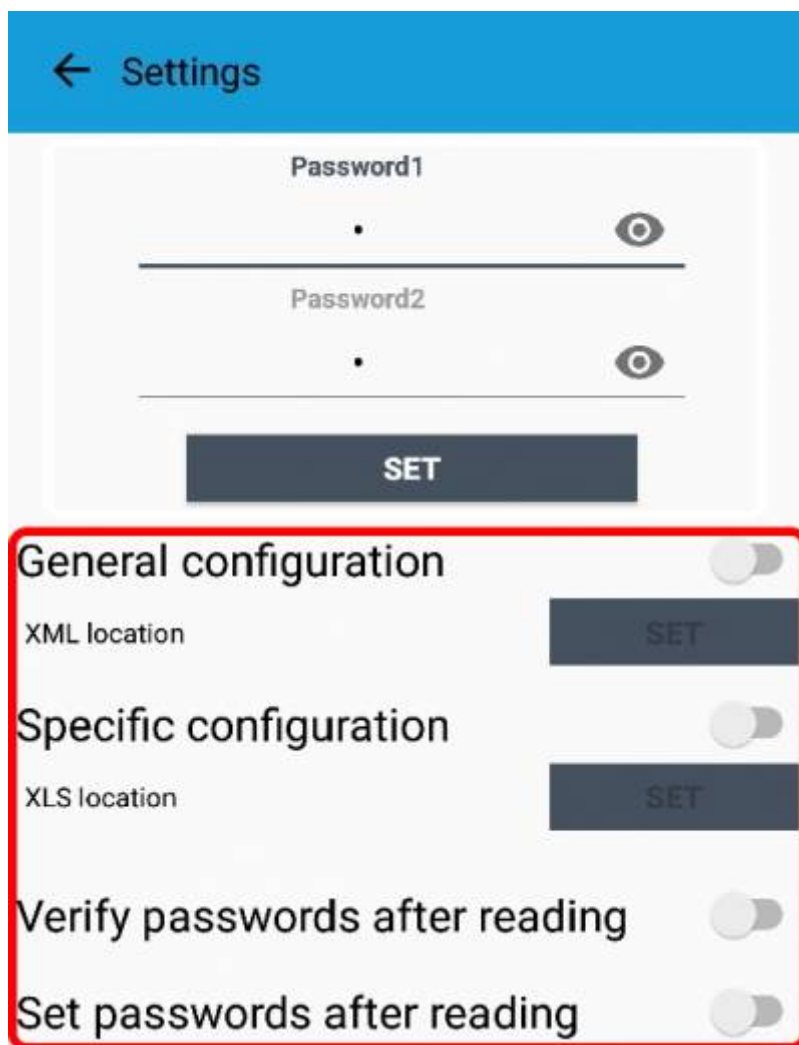 Settings
Password1
•
Password2
•
SET
General configuration
XML location
SET
Specific configuration
XLS location
SET
Verify passwords after reading
Set passwords after reading